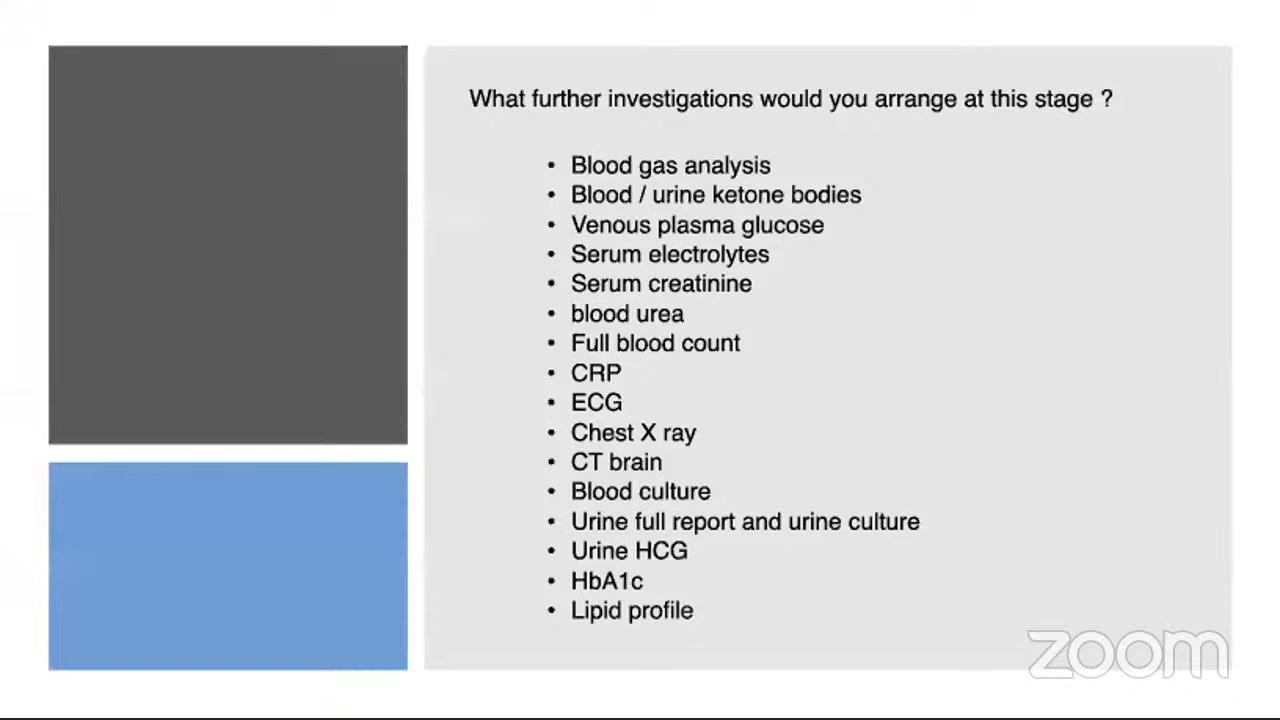 What further investigations would you arrange at this stage ?
• Blood gas analysis
• Blood / urine ketone bodies
• Venous plasma glucose
• Serum electrolytes
• Serum creatinine
• blood urea
• Full blood count
• CRP
• ECG
• Chest X ray
• CT brain
• Blood culture
• Urine full report and urine culture
• Urine HCG
• HbA1c
• Lipid profile
zoom